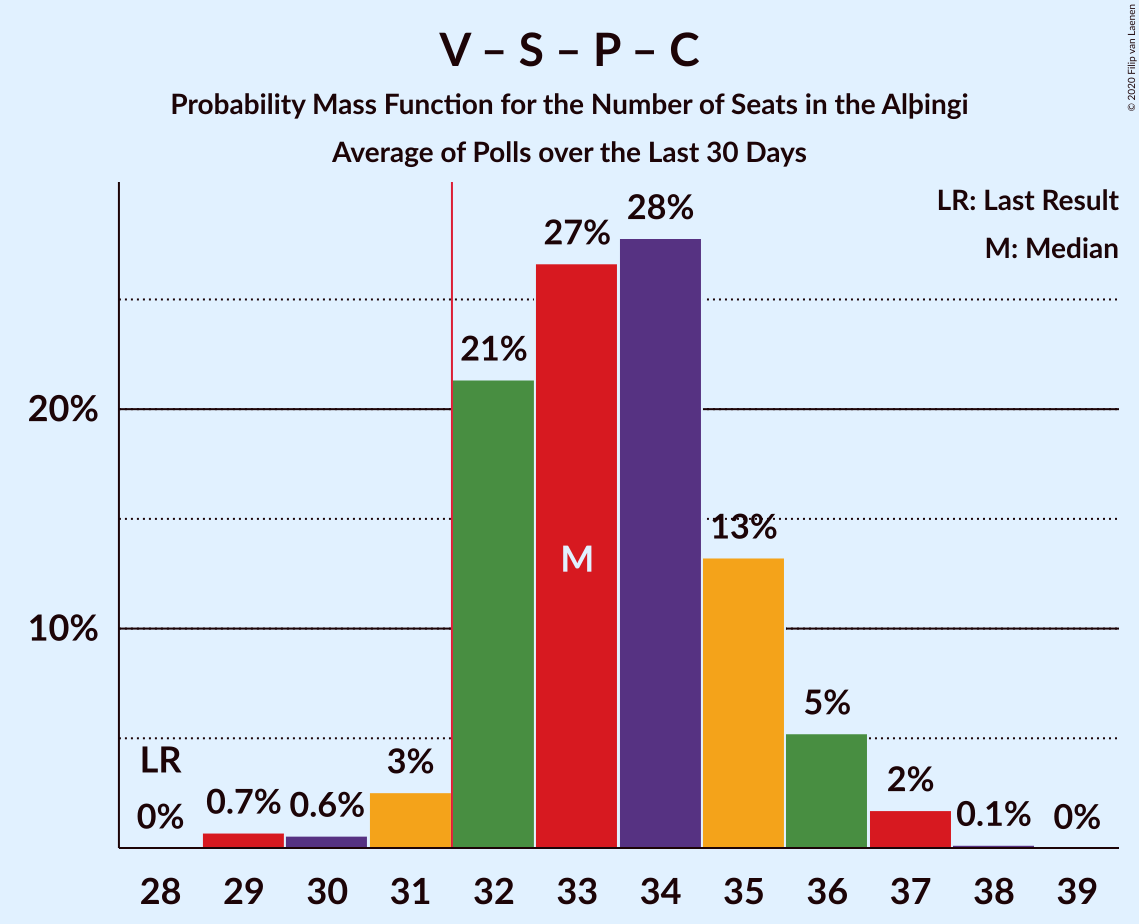 V – S – P – C
Probability Mass Function for the Number of Seats in the Alþingi
Average of Polls over the Last 30 Days
© 2020 Filip van Laenen
LR: Last Result
M: Median
20%
10%
LR
0%
0.7%
0.6%
3%
21%
27%
M
28%
13%
5%
2%
0.1%
0%
28 29 30 31 32 33 34 35 36 37 38 39